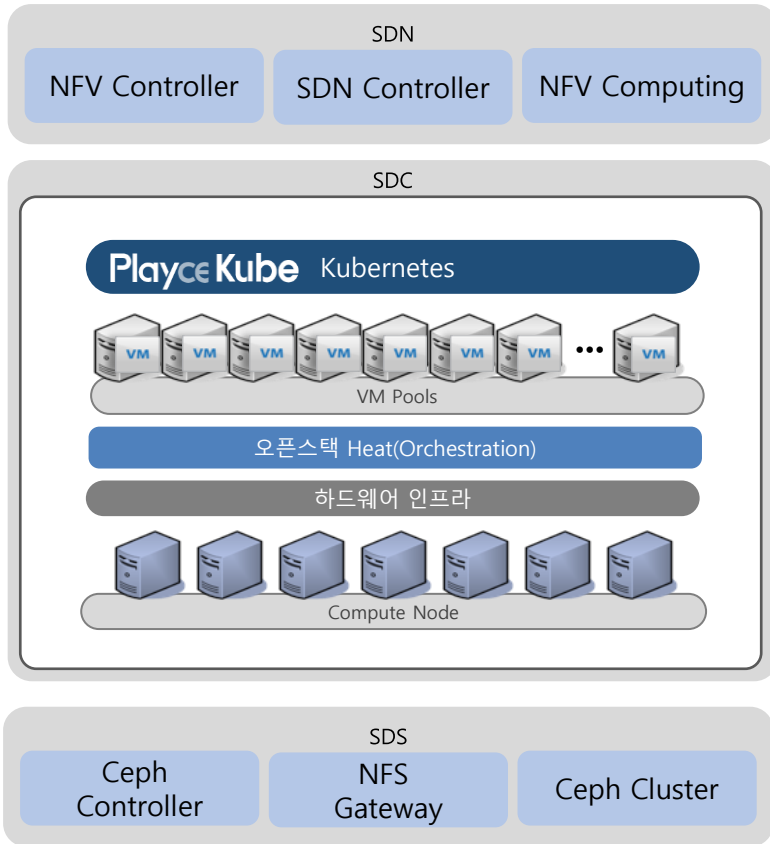 SDN
NFV Controller
SDN Controller
NFV Computing
SDC
Playce Kube Kubernetes
VM VM VM VM VM VM VM ••• VM
VM Pools
오픈스택 Heat(Orchestration)
하드웨어 인프라
Compute Node
SDS
Ceph
Controller
NFS
Gateway
Ceph Cluster